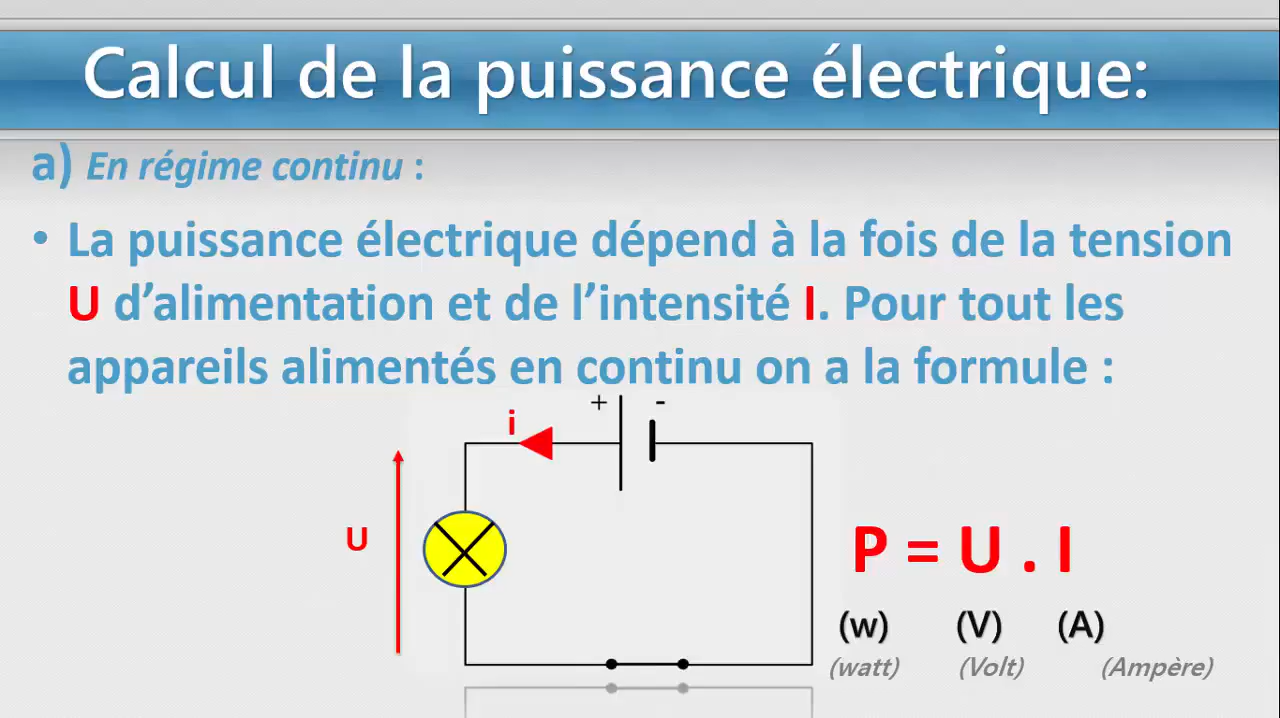 Calcul de la puissance électrique:
a) En régime continu :
• La puissance électrique dépend à la fois de la tension
U d’alimentation et de l’intensité I. Pour tout les
appareils alimentés en continu on a la formule :
+ -
i
U
P = U . I
(w) (V) (A)
(watt) (Volt) (Ampère)